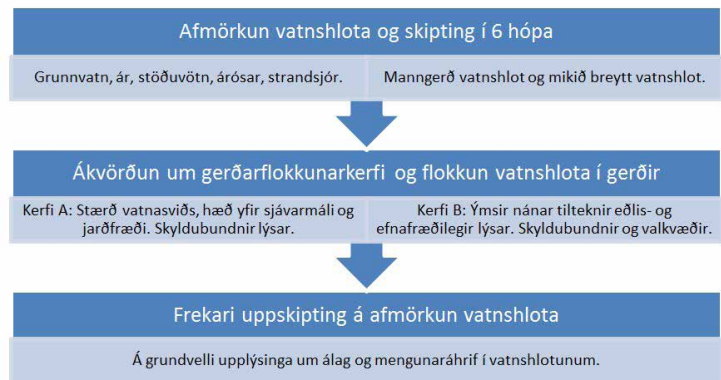 Afmörkun vatnshlota og skipting í 6 hópa
Grunnvatn, ár, stöðuvötn, árósar, strandsjór.
Manngerð vatnshlot og mikið breytt vatnshlot.
Ákvörðun um gerðarflokkunarkerfi og flokkun vatnshlota í gerðir
Kerfi A: Stærð vatnasviðs, hæð yfir sjávarmáli og
jarðfræði. Skyldubundnir lýsar.
Kerfi B: Ýmsir nánar tilteknir eðlis- og
efnafræðilegir lýsar. Skyldubundnir og valkvæðir.
Frekari uppskipting á afmörkun vatnshlota
Á grundvelli upplýsinga um álag og mengunaráhrif í vatnshlotunum.